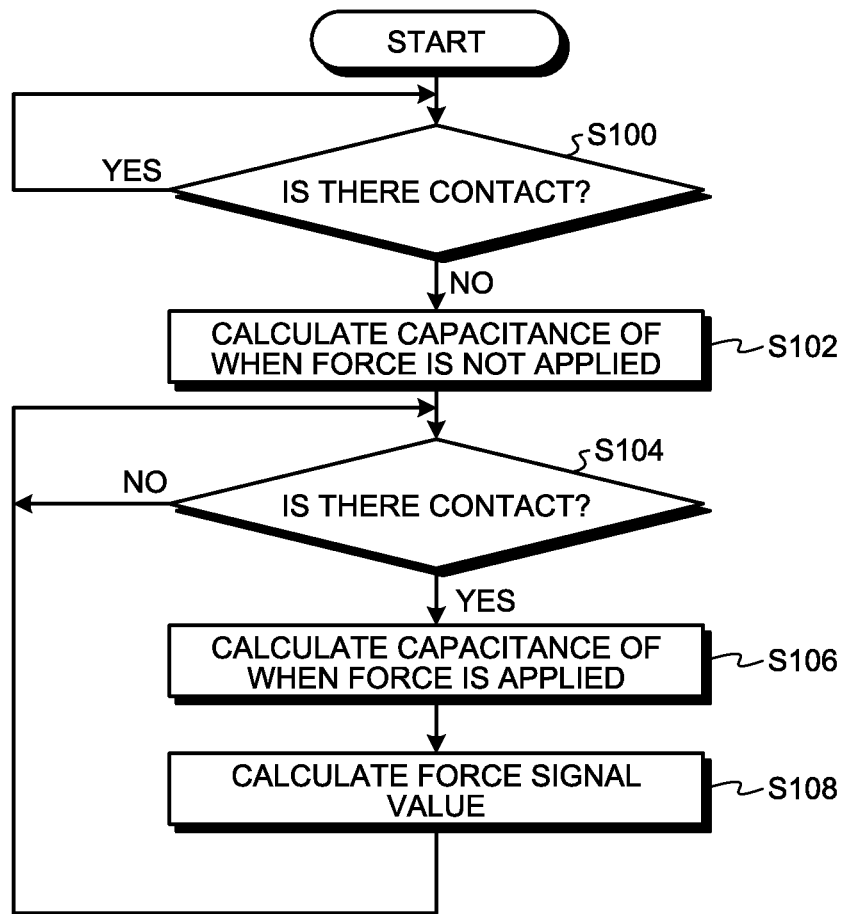 START
S100
YES
IS THERE CONTACT?
NO
CALCULATE CAPACITANCE OF
WHEN FORCE IS NOT APPLIED
S102
S104
NO
IS THERE CONTACT?
YES
CALCULATE CAPACITANCE OF
WHEN FORCE IS APPLIED
S106
CALCULATE FORCE SIGNAL
VALUE
S108